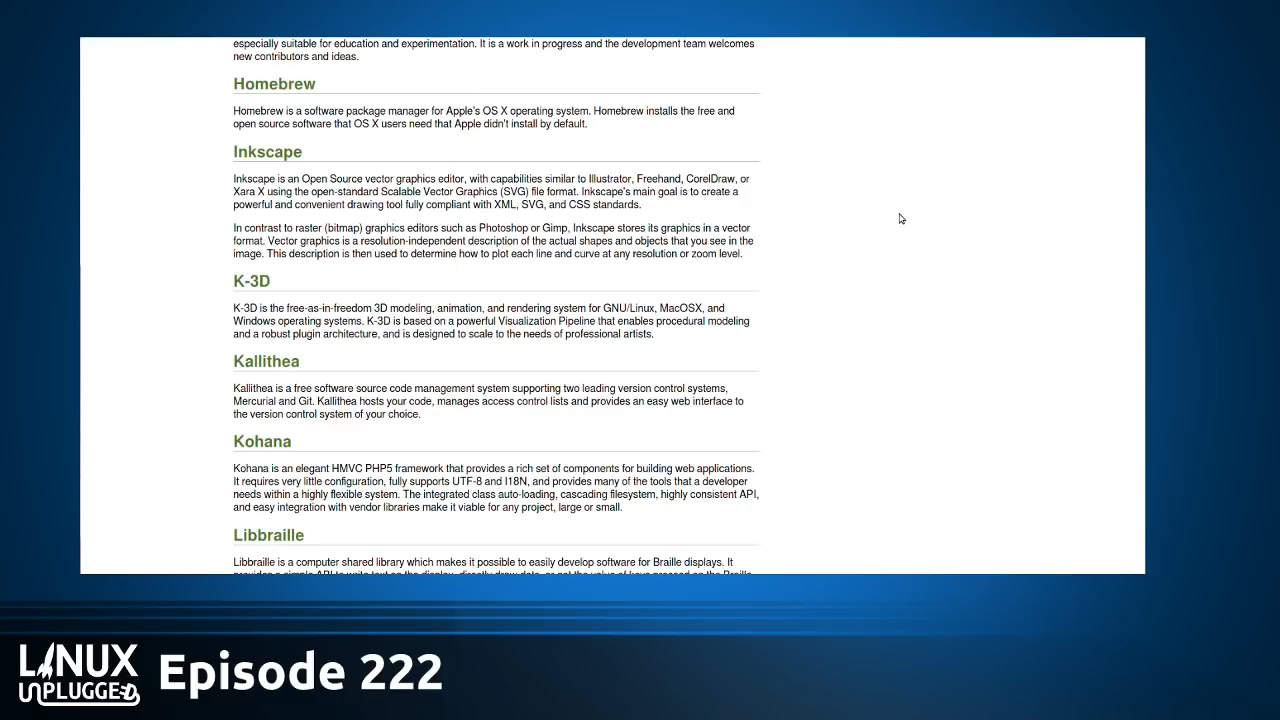 especially suitable for education and experimentation. It is a work in progress and the development team welcomes
new contributors and ideas.
Homebrew
Homebrew is a software package manager for Apple's OS X operating system. Homebrew installs the free and
open source software that OS X users need that Apple didn't install by default.
Inkscape
Inkscape is an Open Source vector graphics editor, with capabilities similar to Illustrator, Freehand, CorelDraw, or
Xara X using the open-standard Scalable Vector Graphics (SVG) file format. Inkscape's main goal is to create a
powerful and convenient drawing tool fully compliant with XML, SVG, and CSS standards.
In contrast to raster (bitmap) graphics editors such as Photoshop or Gimp, Inkscape stores its graphics in a vector
format. Vector graphics is a resolution-independent description of the actual shapes and objects that you see in the
image. This description is then used to determine how to plot each line and curve at any resolution or zoom level.
K-3D
K-3D is the free-as-in-freedom 3D modeling, animation, and rendering system for GNU/Linux, MacOSX, and
Windows operating systems. K-3D is based on a powerful Visualization Pipeline that enables procedural modeling
and a robust plugin architecture, and is designed to scale to the needs of professional artists.
Kallithea
Kallithea is a free software source code management system supporting two leading version control systems,
Mercurial and Git. Kallithea hosts your code, manages access control lists and provides an easy web interface to
the version control system of your choice.
Kohana
Kohana is an elegant HMVC PHP5 framework that provides a rich set of components for building web applications.
It requires very little configuration, fully supports UTF-8 and I18N, and provides many of the tools that a developer
needs within a highly flexible system. The integrated class auto-loading, cascading filesystem, highly consistent API,
and easy integration with vendor libraries make it viable for any project, large or small.
Libbraille
Libbraille is a computer shared library which makes it possible to easily develop software for Braille displays. It
LINUX
UNPLUGGED
Episode 222